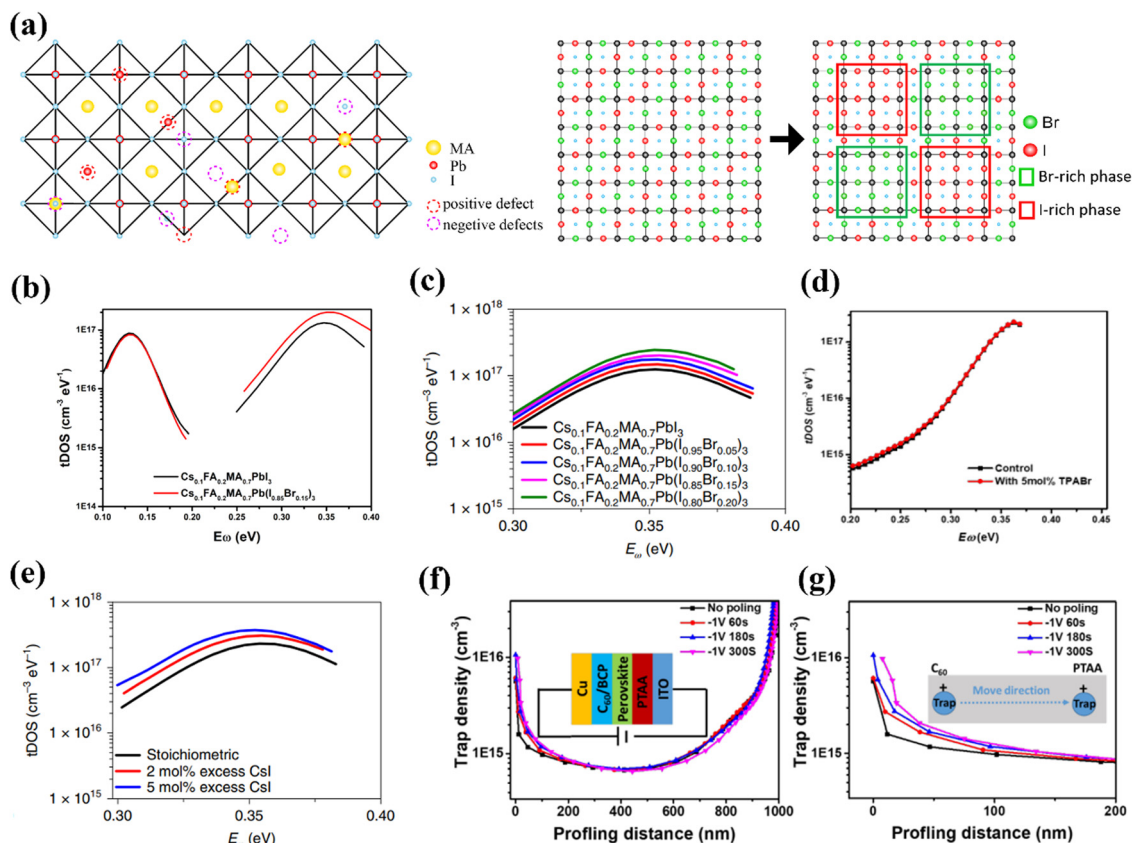 (a)
MA
Pb
I
positive defect
negetive defects
Br
I
Br-rich phase
I-rich phase
(b)
tDOS (cm⁻³ eV⁻¹)
1E17
1E16
1E15
1E14
Cs0.1FA0.2MA0.7PbI3
Cs0.1FA0.2MA0.7Pb(I0.85Br0.15)3
0.10 0.15 0.20 0.25 0.30 0.35 0.40
Eω (eV)
(c)
tDOS (cm⁻³ eV⁻¹)
1 × 10¹⁸
1 × 10¹⁷
1 × 10¹⁶
1 × 10¹⁵
Cs0.1FA0.2MA0.7PbI3
Cs0.1FA0.2MA0.7Pb(I0.95Br0.05)3
Cs0.1FA0.2MA0.7Pb(I0.90Br0.10)3
Cs0.1FA0.2MA0.7Pb(I0.85Br0.15)3
Cs0.1FA0.2MA0.7Pb(I0.80Br0.20)3
0.30 0.35 0.40
Eω (eV)
(d)
tDOS (cm⁻³ eV⁻¹)
1E17
1E16
1E15
Control
With 5mol% TPABr
0.20 0.25 0.30 0.35 0.40 0.45
Eω (eV)
(e)
tDOS (cm⁻³ eV⁻¹)
1 × 10¹⁸
1 × 10¹⁷
1 × 10¹⁶
1 × 10¹⁵
Stoichiometric
2 mol% excess CsI
5 mol% excess CsI
0.30 0.35 0.40
E (eV)
(f)
Trap density (cm⁻³)
1E16
1E15
No poling
-1V 60s
-1V 180s
-1V 300S
Cu
C60/BCP
Perovskite
PTAA
ITO
0 200 400 600 800 1000
Profling distance (nm)
(g)
Trap density (cm⁻³)
1E16
1E15
No poling
-1V 60s
-1V 180s
-1V 300S
C60
PTAA
+
+
Move direction
Trap
Trap
0 100 200
Profling distance (nm)